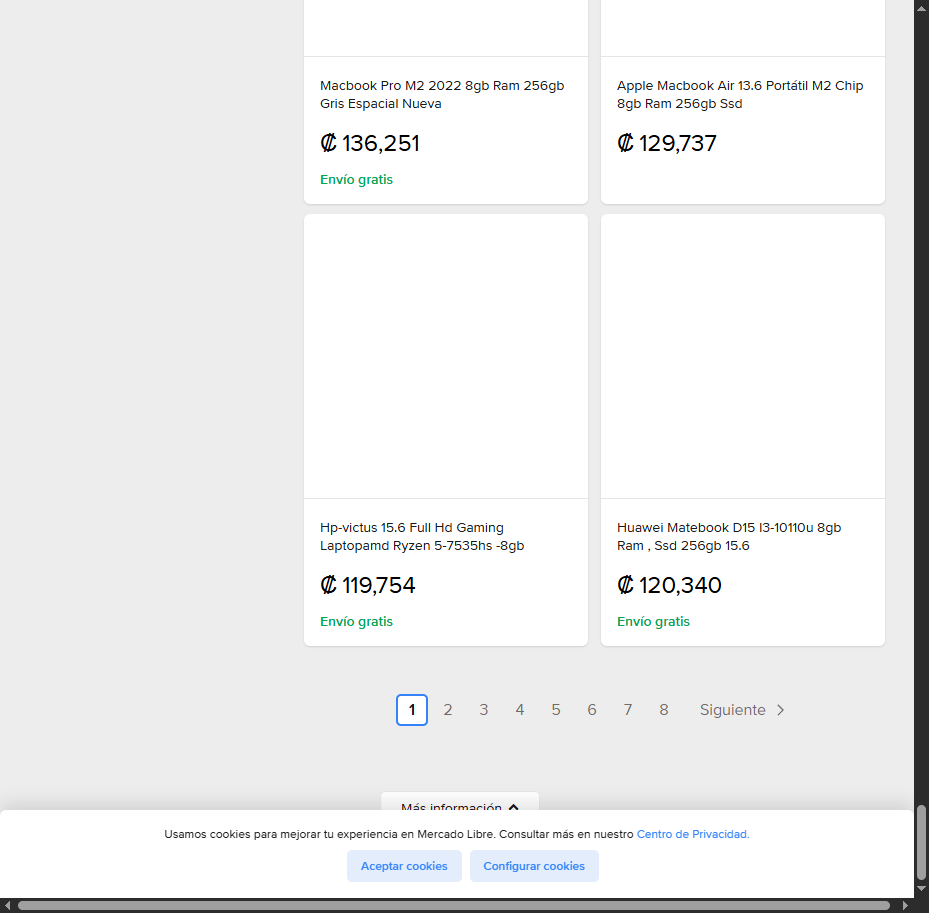 Macbook Pro M2 2022 8gb Ram 256gb
Gris Espacial Nueva
₡ 136,251
Envío gratis
Apple Macbook Air 13.6 Portátil M2 Chip
8gb Ram 256gb Ssd
₡ 129,737
Hp-victus 15.6 Full Hd Gaming
Laptopamd Ryzen 5-7535hs -8gb
₡ 119,754
Envío gratis
Huawei Matebook D15 I3-10110u 8gb
Ram , Ssd 256gb 15.6
₡ 120,340
Envío gratis
1 2 3 4 5 6 7 8 Siguiente
Más información
Usamos cookies para mejorar tu experiencia en Mercado Libre. Consultar más en nuestro Centro de Privacidad.
Aceptar cookies Configurar cookies